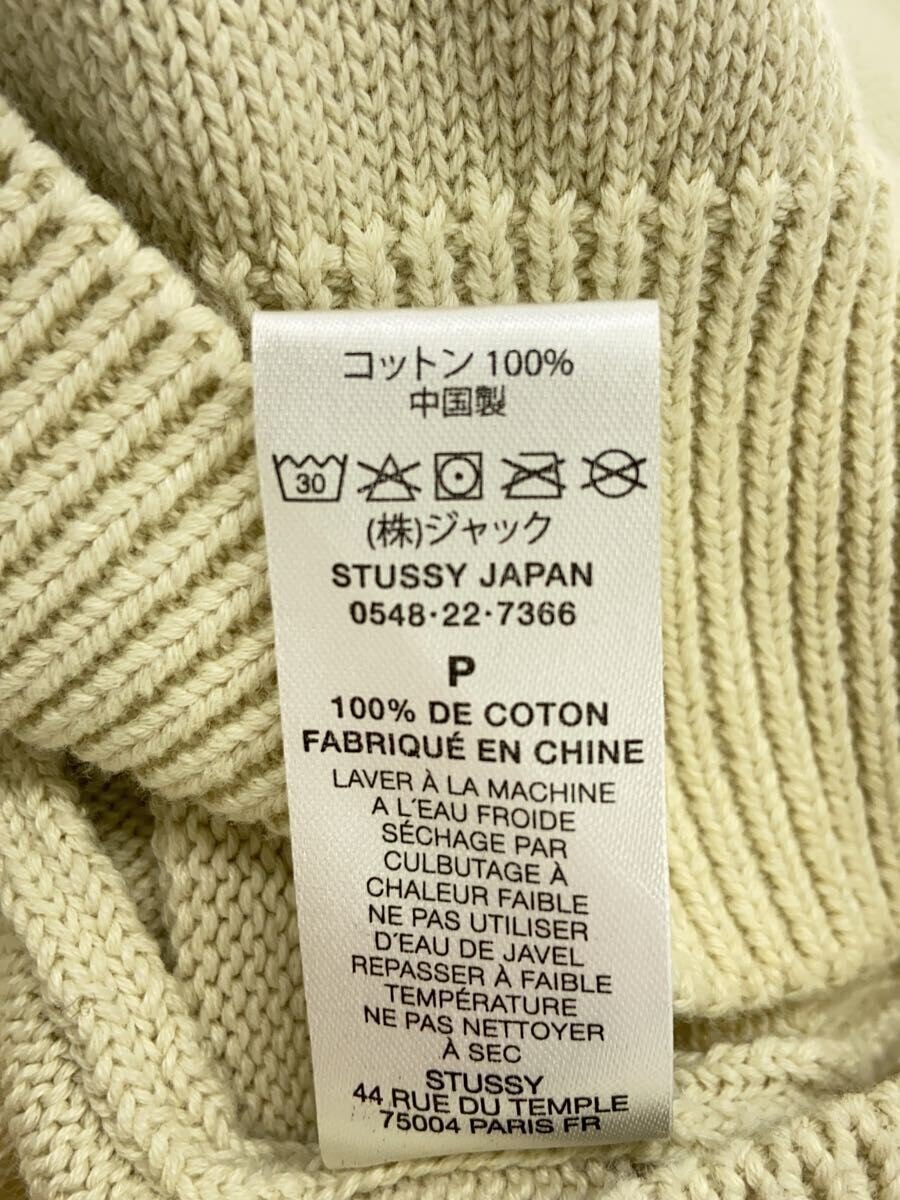 コットン 100%
中国製
30
(株)ジャック
STUSSY JAPAN
0548·22·7366
P
100% DE COTON
FABRIQUÉ EN CHINE
LAVER À LA MACHINE
A L'EAU FROIDE
SÉCHAGE PAR
CULBUTAGE À
CHALEUR FAIBLE
NE PAS UTILISER
D'EAU DE JAVEL
REPASSER À FAIBLE
TEMPÉRATURE
NE PAS NETTOYER
À SEC
STUSSY
44 RUE DU TEMPLE
75004 PARIS FR